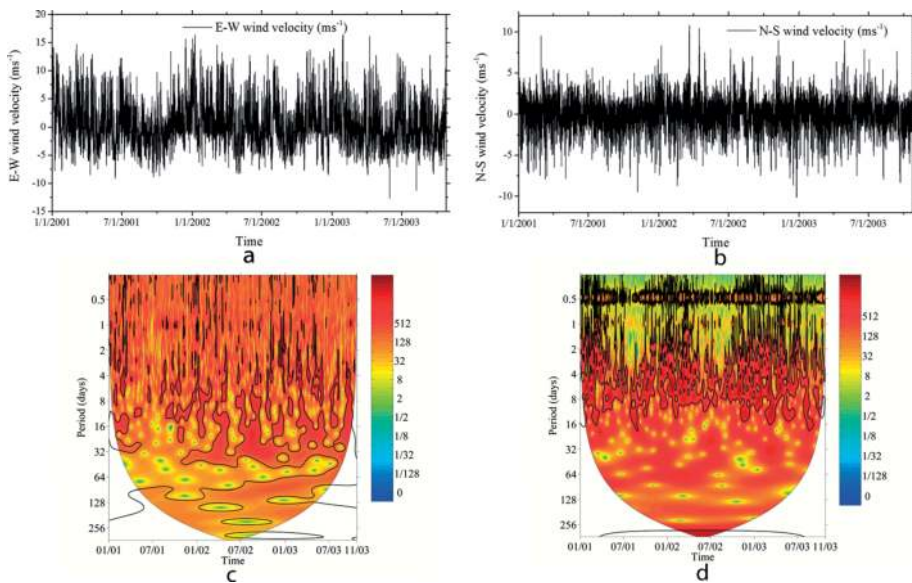 20
15
10
5
0
-5
-10
-15
E-W wind velocity (ms⁻¹)
E-W wind velocity (ms⁻¹)
1/1/2001 7/1/2001 1/1/2002 7/1/2002 1/1/2003 7/1/2003
Time
a
10
5
0
-5
-10
N-S wind velocity (ms⁻¹)
N-S wind velocity (ms⁻¹)
1/1/2001 7/1/2001 1/1/2002 7/1/2002 1/1/2003 7/1/2003
Time
b
0.5
1
2
4
8
16
32
64
128
256
Period (days)
01/01 07/01 01/02 07/02 01/03 07/03 11/03
Time
c
512
128
32
8
2
1/2
1/8
1/32
1/128
0
0.5
1
2
4
8
16
32
64
128
256
Period (days)
01/01 07/01 01/02 07/02 01/03 07/03 11/03
Time
d
512
128
32
8
2
1/2
1/8
1/32
1/128
0